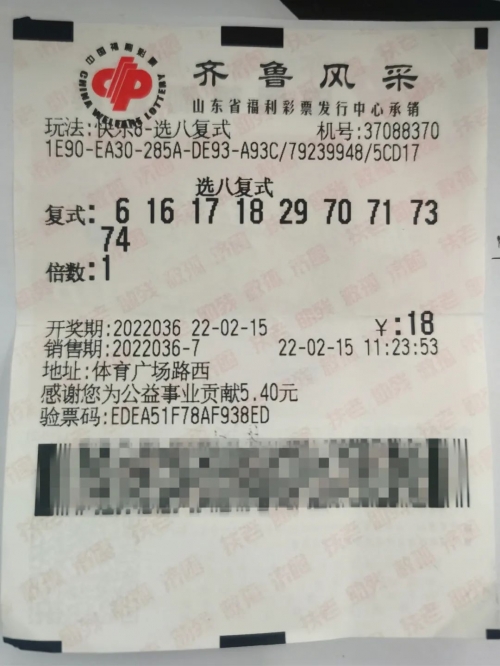 中国福利彩票
CHINA WELFARE LOTTERY
齐鲁风采
山东省福利彩票发行中心承销
玩法:快乐8-选八复式 机号:37088370
1E90-EA30-285A-DE93-A93C/79239948/5CD17
选八复式
复式: 6 16 17 18 29 70 71 73
74
倍数:1
开奖期:2022036 22-02-15 ¥:18
销售期:2022036-7 22-02-15 11:23:53
地址:体育广场路西
感谢您为公益事业贡献5.40元
验票码:EDEA51F78AF938ED